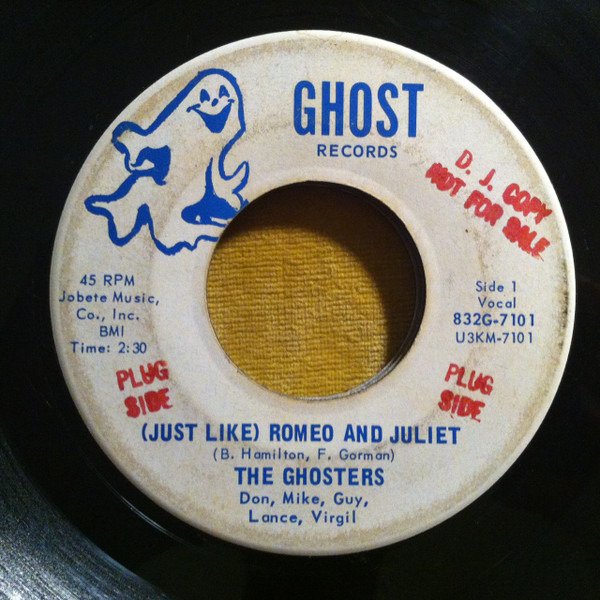 GHOST
RECORDS
D. J. COPY
NOT FOR SALE
45 RPM
Jobete Music,
Co., Inc.
BMI
Time: 2:30
Side 1
Vocal
832G-7101
U3KM-7101
PLUG
SIDE
PLUG
SIDE
(JUST LIKE) ROMEO AND JULIET
(B. Hamilton, F. Gorman)
THE GHOSTERS
Don, Mike, Guy,
Lance, Virgil